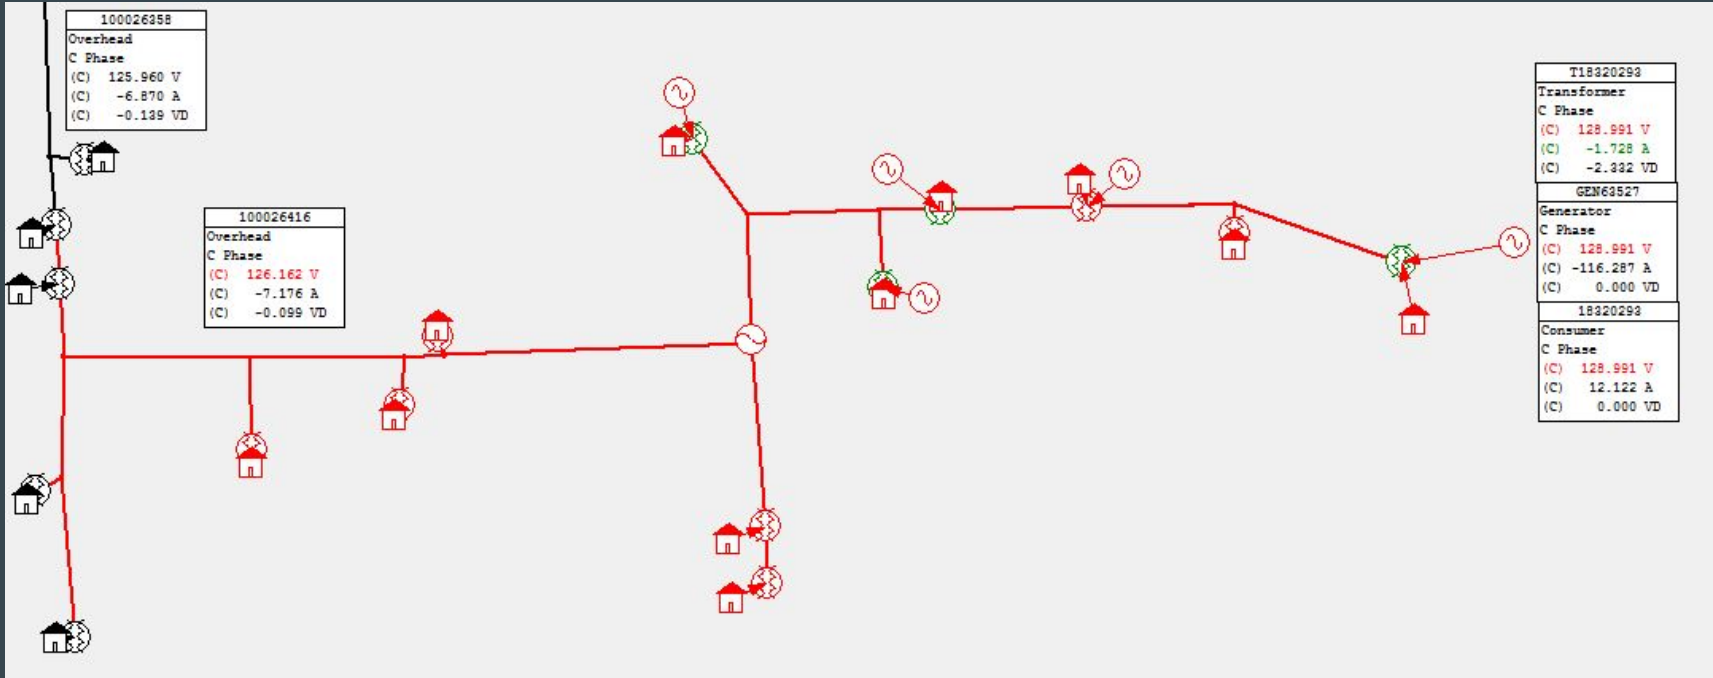 100026358
Overhead
C Phase
(C) 125.960 V
(C) -6.870 A
(C) -0.139 VD
100026416
Overhead
C Phase
(C) 126.162 V
(C) -7.176 A
(C) -0.099 VD
T18320293
Transformer
C Phase
(C) 128.991 V
(C) -1.728 A
(C) -2.332 VD
GEN63527
Generator
C Phase
(C) 128.991 V
(C) -116.287 A
(C) 0.000 VD
18320293
Consumer
C Phase
(C) 128.991 V
(C) 12.122 A
(C) 0.000 VD